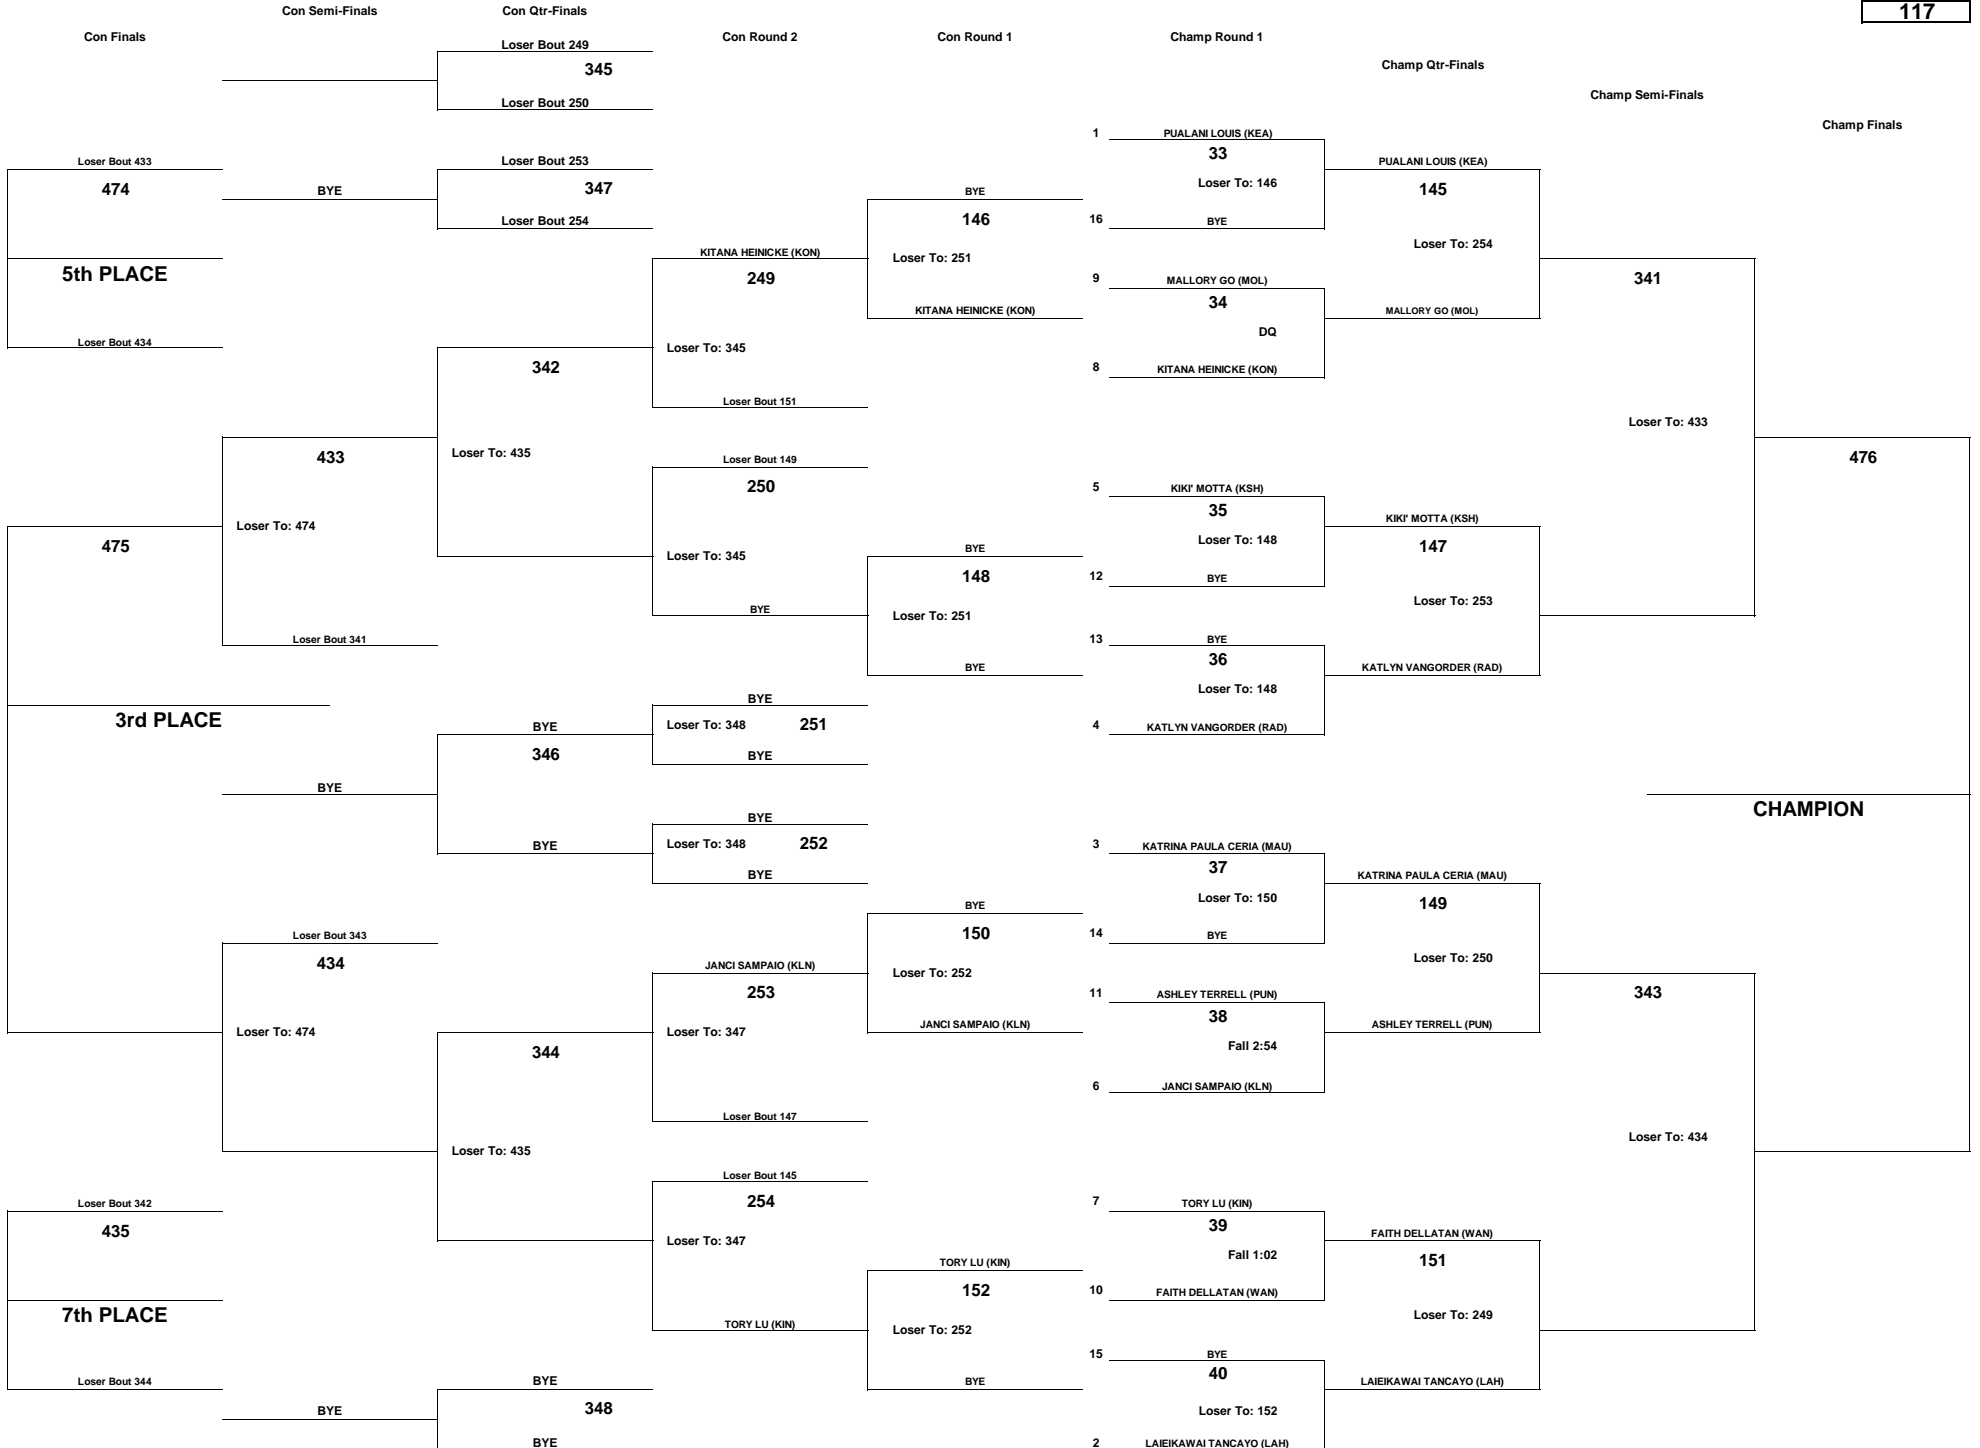 Con Semi-Finals
Con Qtr-Finals
117
Con Finals
Con Round 2
Con Round 1
Champ Round 1
Loser Bout 249
345
Champ Qtr-Finals
Loser Bout 250
Champ Semi-Finals
Champ Finals
1 PUALANI LOUIS (KEA)
33
Loser Bout 433
Loser Bout 253
PUALANI LOUIS (KEA)
474
BYE
347
BYE
Loser To: 146
145
Loser Bout 254
146
16 BYE
Loser To: 254
KITANA HEINICKE (KON)
Loser To: 251
5th PLACE
249
9 MALLORY GO (MOL)
341
34
KITANA HEINICKE (KON)
MALLORY GO (MOL)
DQ
Loser Bout 434
Loser To: 345
342
8 KITANA HEINICKE (KON)
Loser Bout 151
Loser To: 433
433
Loser To: 435
Loser Bout 149
476
250
5 KIKI' MOTTA (KSH)
35
KIKI' MOTTA (KSH)
Loser To: 474
Loser To: 148
475
Loser To: 345
BYE
147
148
12 BYE
Loser To: 253
BYE
Loser To: 251
Loser Bout 341
13 BYE
36
BYE
KATLYN VANGORDER (RAD)
Loser To: 148
BYE
3rd PLACE
BYE
Loser To: 348 251
4 KATLYN VANGORDER (RAD)
346
BYE
BYE
CHAMPION
BYE
BYE
Loser To: 348 252
3 KATRINA PAULA CERIA (MAU)
37
BYE
KATRINA PAULA CERIA (MAU)
Loser To: 150
BYE
149
Loser Bout 343
150
14 BYE
434
Loser To: 250
JANCI SAMPAIO (KLN)
Loser To: 252
253
11 ASHLEY TERRELL (PUN)
343
38
Loser To: 474
Loser To: 347
JANCI SAMPAIO (KLN)
ASHLEY TERRELL (PUN)
344
Fall 2:54
6 JANCI SAMPAIO (KLN)
Loser Bout 147
Loser To: 434
Loser To: 435
Loser Bout 145
Loser Bout 342
254
7 TORY LU (KIN)
435
39
FAITH DELLATAN (WAN)
Loser To: 347
Fall 1:02
TORY LU (KIN)
151
152
10 FAITH DELLATAN (WAN)
7th PLACE
Loser To: 249
TORY LU (KIN)
Loser To: 252
15 BYE
40
Loser Bout 344
BYE
BYE
LAIEIKAWAI TANCAYO (LAH)
BYE
348
Loser To: 152
BYE
2 LAIEIKAWAI TANCAYO (LAH)